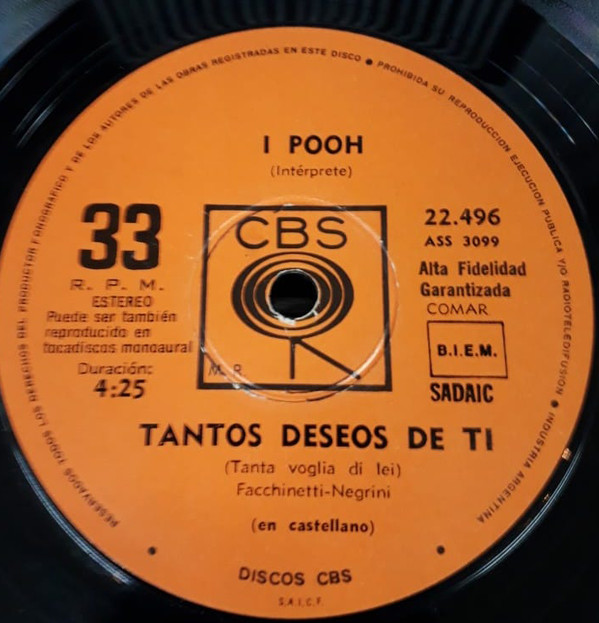 RESERVADOS TODOS LOS DERECHOS DEL PRODUCTOR FONOGRAFICO Y DE LOS AUTORES DE LAS OBRAS REGISTRADAS EN ESTE DISCO ● PROHIBIDA SU REPRODUCCION EJECUCION PUBLICA Y/O RADIOTELEDIFUSION ● INDUSTRIA ARGENTINA
I POOH
(Intérprete)
33
R. P. M.
ESTEREO
Puede ser también
reproducido en
tocadiscos monoaural
Duración:
4:25
CBS
M. R.
22.496
ASS 3099
Alta Fidelidad
Garantizada
COMAR
B.I.E.M.
SADAIC
TANTOS DESEOS DE TI
(Tanta voglia di lei)
Facchinetti-Negrini
(en castellano)
DISCOS CBS
S.A.I.C.F.